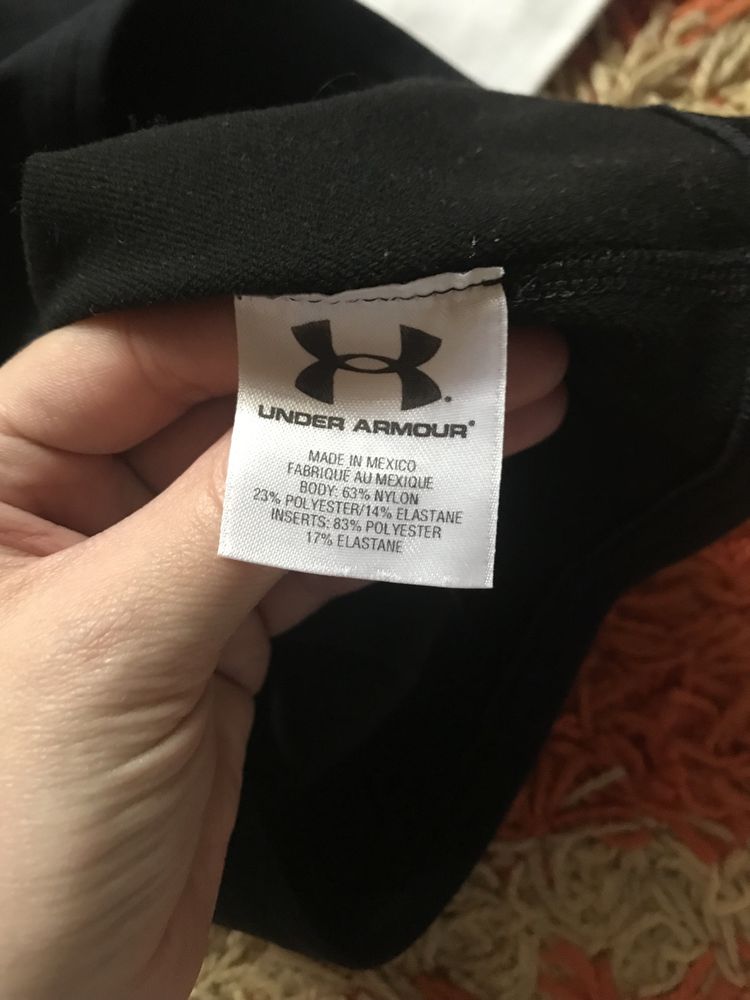 UNDER ARMOUR®
MADE IN MEXICO
FABRIQUÉ AU MEXIQUE
BODY: 63% NYLON
23% POLYESTER/14% ELASTANE
INSERTS: 83% POLYESTER
17% ELASTANE